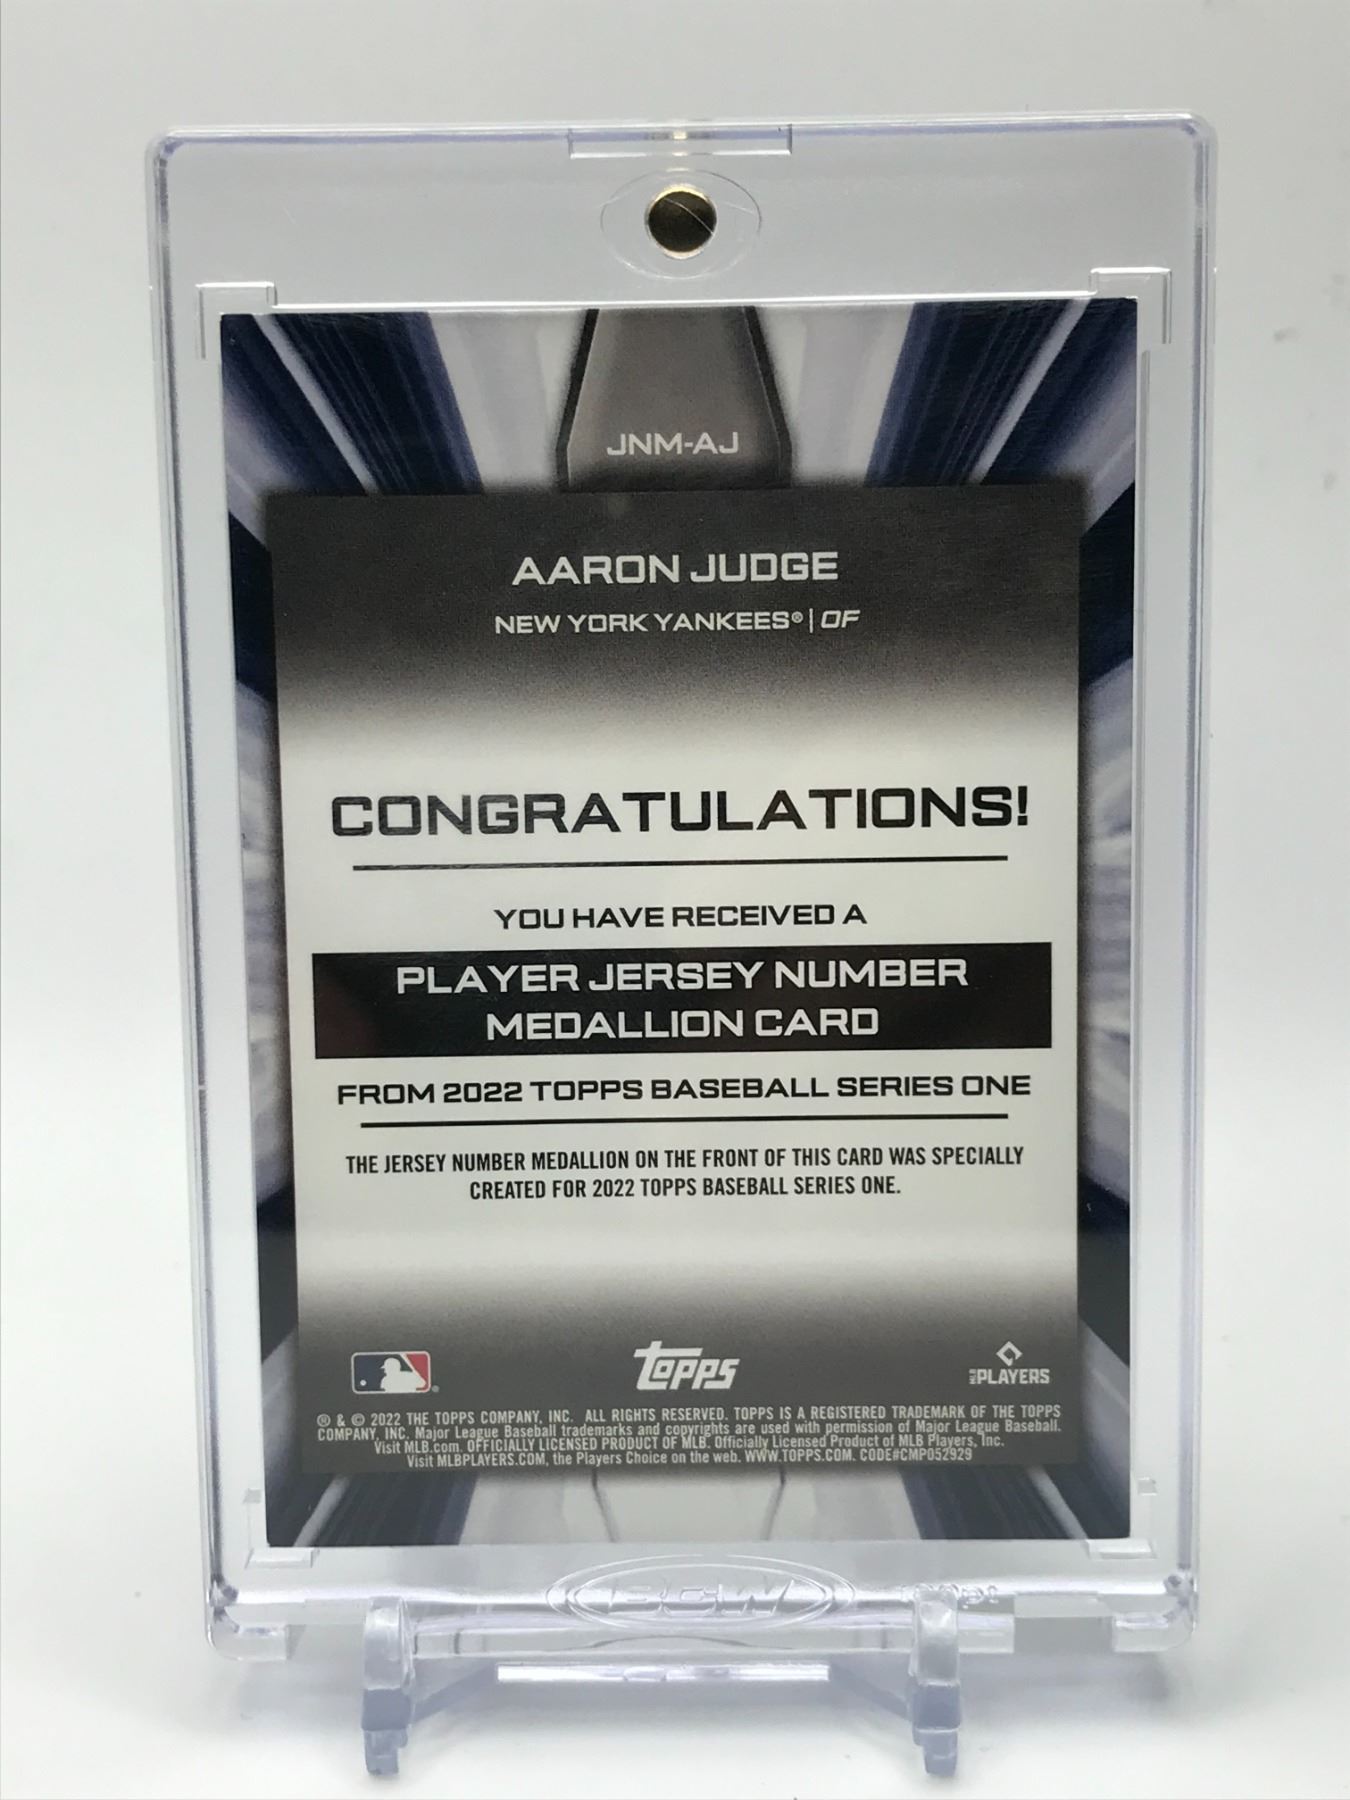 JNM-AJ
AARON JUDGE
NEW YORK YANKEES® | OF
CONGRATULATIONS!
YOU HAVE RECEIVED A
PLAYER JERSEY NUMBER
MEDALLION CARD
FROM 2022 TOPPS BASEBALL SERIES ONE
THE JERSEY NUMBER MEDALLION ON THE FRONT OF THIS CARD WAS SPECIALLY
CREATED FOR 2022 TOPPS BASEBALL SERIES ONE.
topps
MLB PLAYERS
® & © 2022 THE TOPPS COMPANY, INC. ALL RIGHTS RESERVED. TOPPS IS A REGISTERED TRADEMARK OF THE TOPPS
COMPANY, INC. Major League Baseball trademarks and copyrights are used with permission of Major League Baseball.
Visit MLB.com. OFFICIALLY LICENSED PRODUCT OF MLB. Officially Licensed Product of MLB Players, Inc.
Visit MLBPLAYERS.COM, the Players Choice on the web. WWW.TOPPS.COM. CODE#CMP052929
BCW